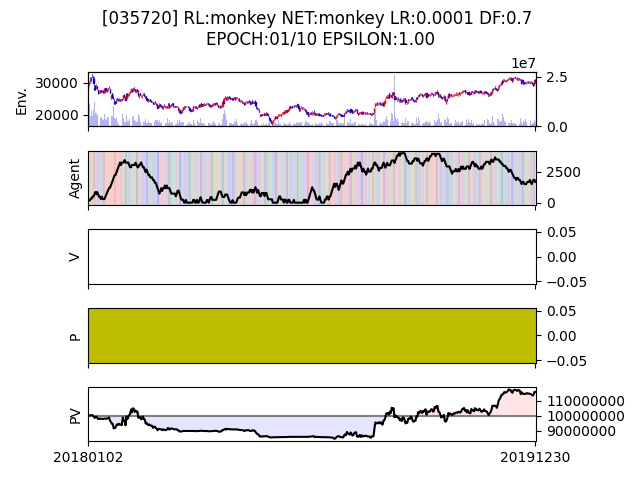 [035720] RL:monkey NET:monkey LR:0.0001 DF:0.7
EPOCH:01/10 EPSILON:1.00
1e7
Env.
30000
20000
2.5
0.0
Agent
2500
0
V
0.05
0.00
−0.05
P
0.05
0.00
−0.05
PV
110000000
100000000
90000000
20180102
20191230